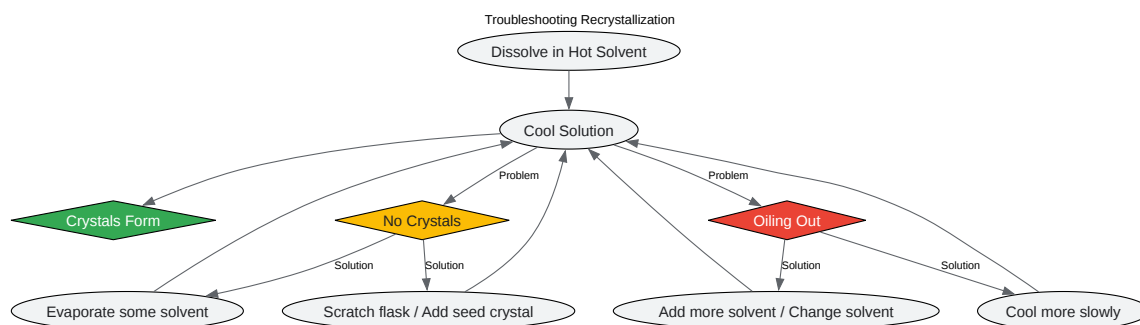 Troubleshooting Recrystallization
Dissolve in Hot Solvent
Cool Solution
Problem
Problem
Crystals Form
No Crystals
Oiling Out
Solution
Solution
Solution
Solution
Evaporate some solvent
Scratch flask / Add seed crystal
Add more solvent / Change solvent
Cool more slowly